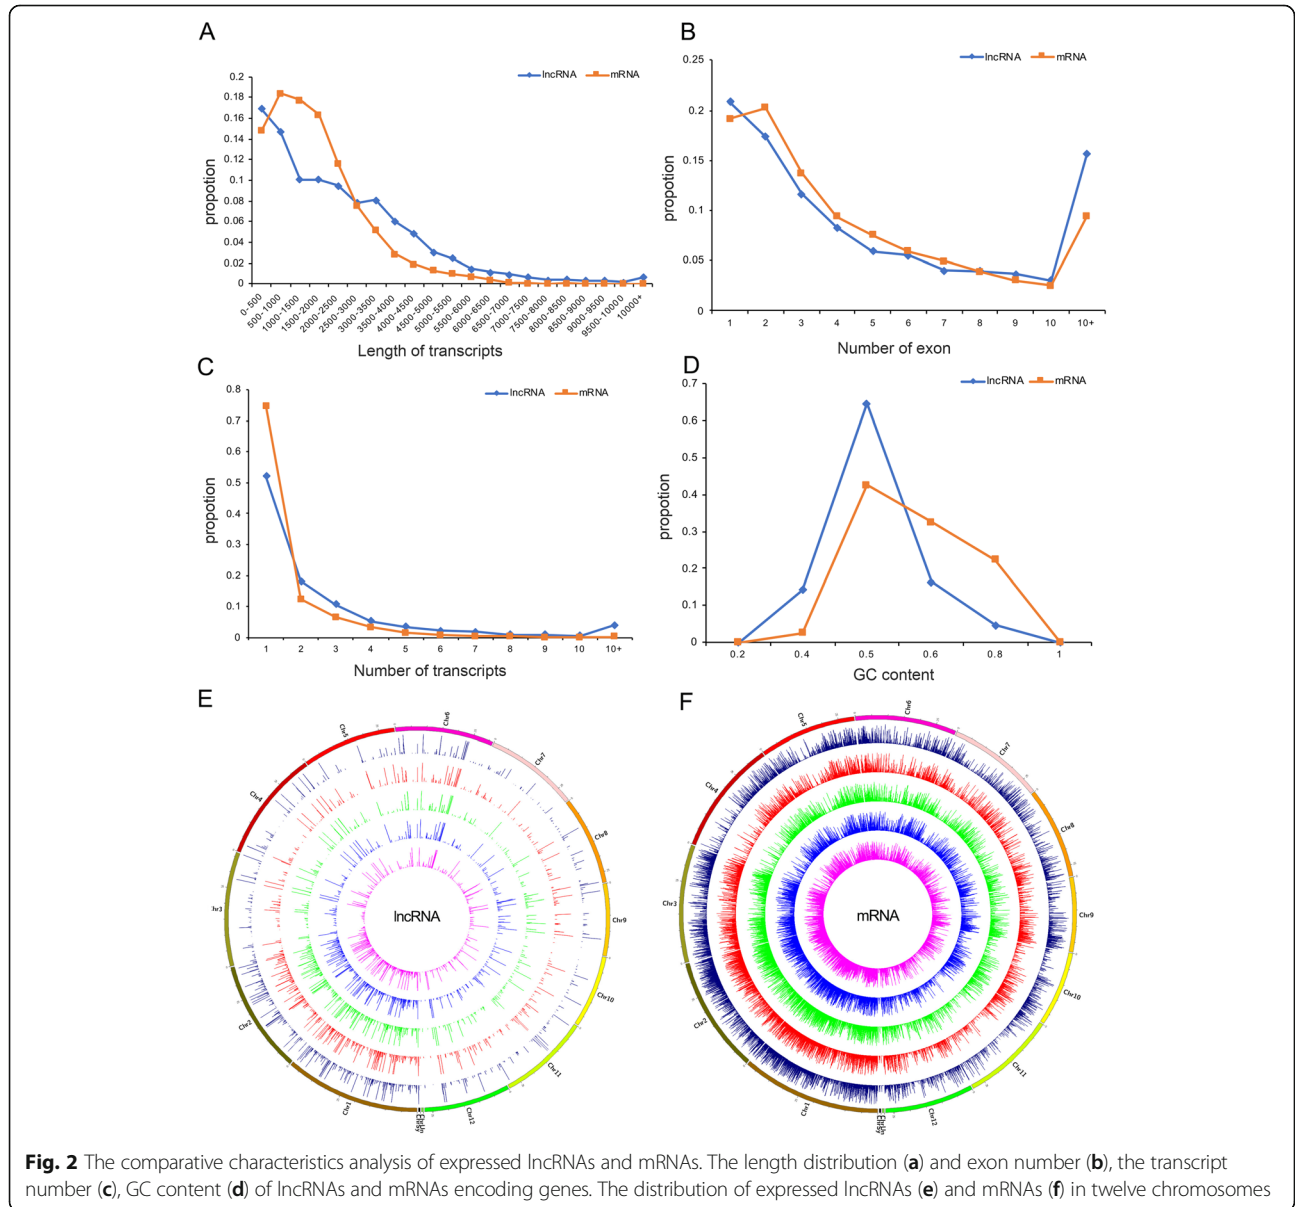 A
lncRNA mRNA
0.2
0.18
0.16
0.14
0.12
0.1
0.08
0.06
0.04
0.02
0
propotion
0-500
500-1000
1000-1500
1500-2000
2000-2500
2500-3000
3000-3500
3500-4000
4000-4500
4500-5000
5000-5500
5500-6000
6000-6500
6500-7000
7000-7500
7500-8000
8000-8500
8500-9000
9000-9500
9500-10000
10000+
Length of transcripts
B
lncRNA mRNA
0.25
0.2
0.15
0.1
0.05
0
propotion
1 2 3 4 5 6 7 8 9 10 10+
Number of exon
C
lncRNA mRNA
0.8
0.7
0.6
0.5
0.4
0.3
0.2
0.1
0
propotion
1 2 3 4 5 6 7 8 9 10 10+
Number of transcripts
D
lncRNA mRNA
0.7
0.6
0.5
0.4
0.3
0.2
0.1
0
propotion
0.2 0.4 0.5 0.6 0.8 1
GC content
E
Chr6
Chr7
Chr8
Chr9
Chr10
Chr11
Chr12
Chr1
Chr2
Chr4
Chr5
lncRNA
F
Chr6
Chr7
Chr8
Chr9
Chr10
Chr11
Chr12
Chr1
Chr2
Chr3
Chr4
Chr5
mRNA
Fig. 2 The comparative characteristics analysis of expressed lncRNAs and mRNAs. The length distribution (a) and exon number (b), the transcript
number (c), GC content (d) of lncRNAs and mRNAs encoding genes. The distribution of expressed lncRNAs (e) and mRNAs (f) in twelve chromosomes